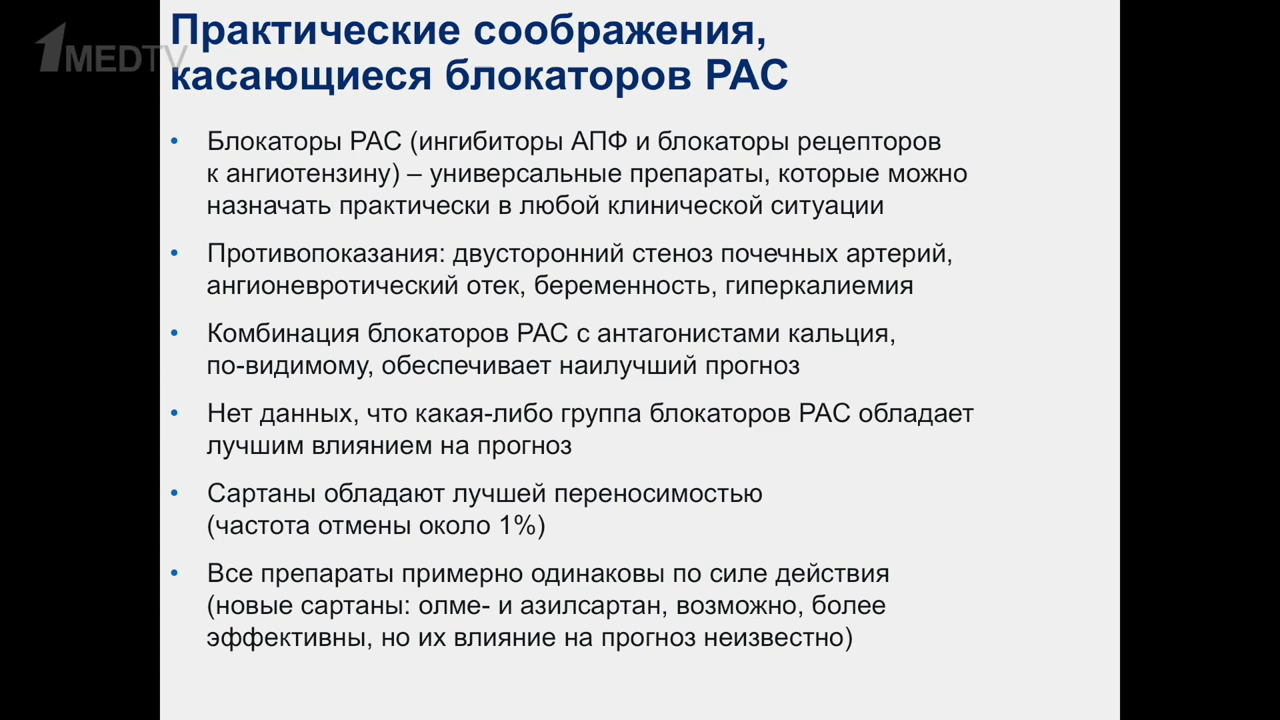 1MEDTV
Практические соображения,
касающиеся блокаторов РАС
• Блокаторы РАС (ингибиторы АПФ и блокаторы рецепторов
к ангиотензину) – универсальные препараты, которые можно
назначать практически в любой клинической ситуации
• Противопоказания: двусторонний стеноз почечных артерий,
ангионевротический отек, беременность, гиперкалиемия
• Комбинация блокаторов РАС с антагонистами кальция,
по-видимому, обеспечивает наилучший прогноз
• Нет данных, что какая-либо группа блокаторов РАС обладает
лучшим влиянием на прогноз
• Сартаны обладают лучшей переносимостью
(частота отмены около 1%)
• Все препараты примерно одинаковы по силе действия
(новые сартаны: олме- и азилсартан, возможно, более
эффективны, но их влияние на прогноз неизвестно)